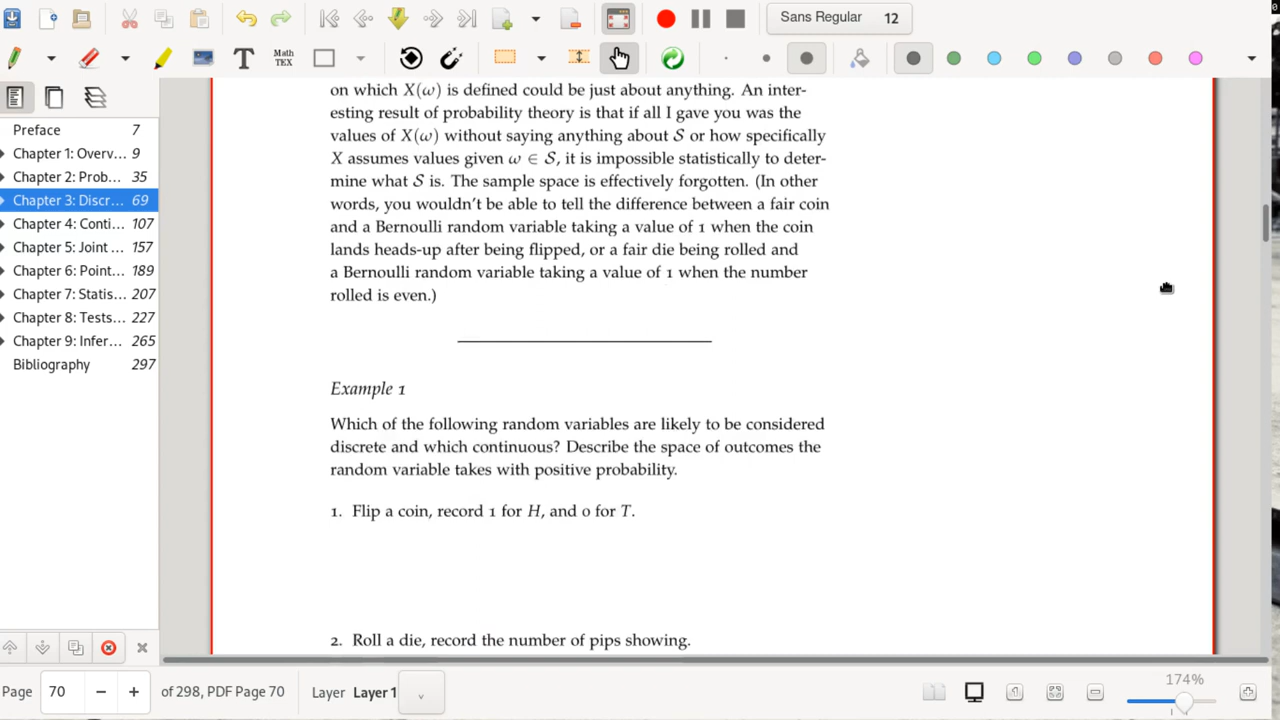 Sans Regular 12
Math
TEX
Preface 7
Chapter 1: Overv... 9
Chapter 2: Prob... 35
Chapter 3: Discr... 69
Chapter 4: Conti... 107
Chapter 5: Joint ... 157
Chapter 6: Point... 189
Chapter 7: Statis... 207
Chapter 8: Tests... 227
Chapter 9: Infer... 265
Bibliography 297
on which X(ω) is defined could be just about anything. An inter-
esting result of probability theory is that if all I gave you was the
values of X(ω) without saying anything about S or how specifically
X assumes values given ω ∈ S, it is impossible statistically to deter-
mine what S is. The sample space is effectively forgotten. (In other
words, you wouldn't be able to tell the difference between a fair coin
and a Bernoulli random variable taking a value of 1 when the coin
lands heads-up after being flipped, or a fair die being rolled and
a Bernoulli random variable taking a value of 1 when the number
rolled is even.)
Example 1
Which of the following random variables are likely to be considered
discrete and which continuous? Describe the space of outcomes the
random variable takes with positive probability.
1. Flip a coin, record 1 for H, and 0 for T.
2. Roll a die, record the number of pips showing.
Page 70 of 298, PDF Page 70 Layer Layer 1 174%